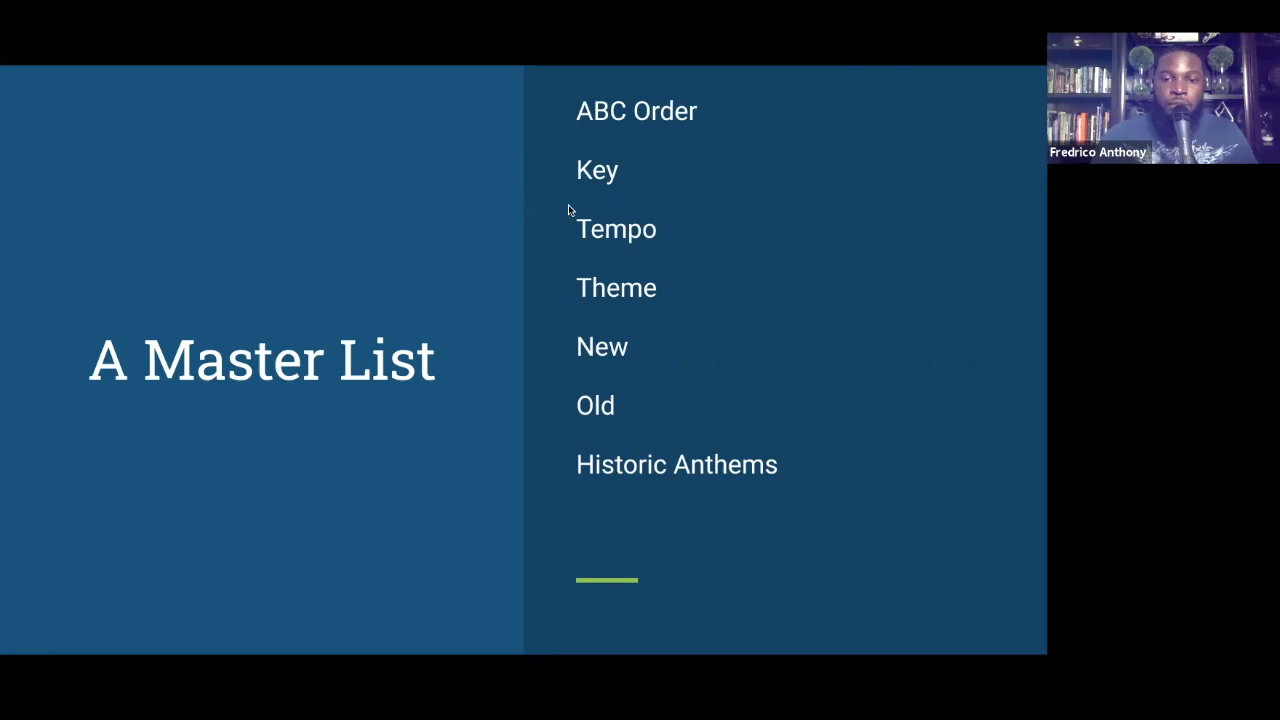 A Master List
ABC Order
Key
Tempo
Theme
New
Old
Historic Anthems
Fredrico Anthony